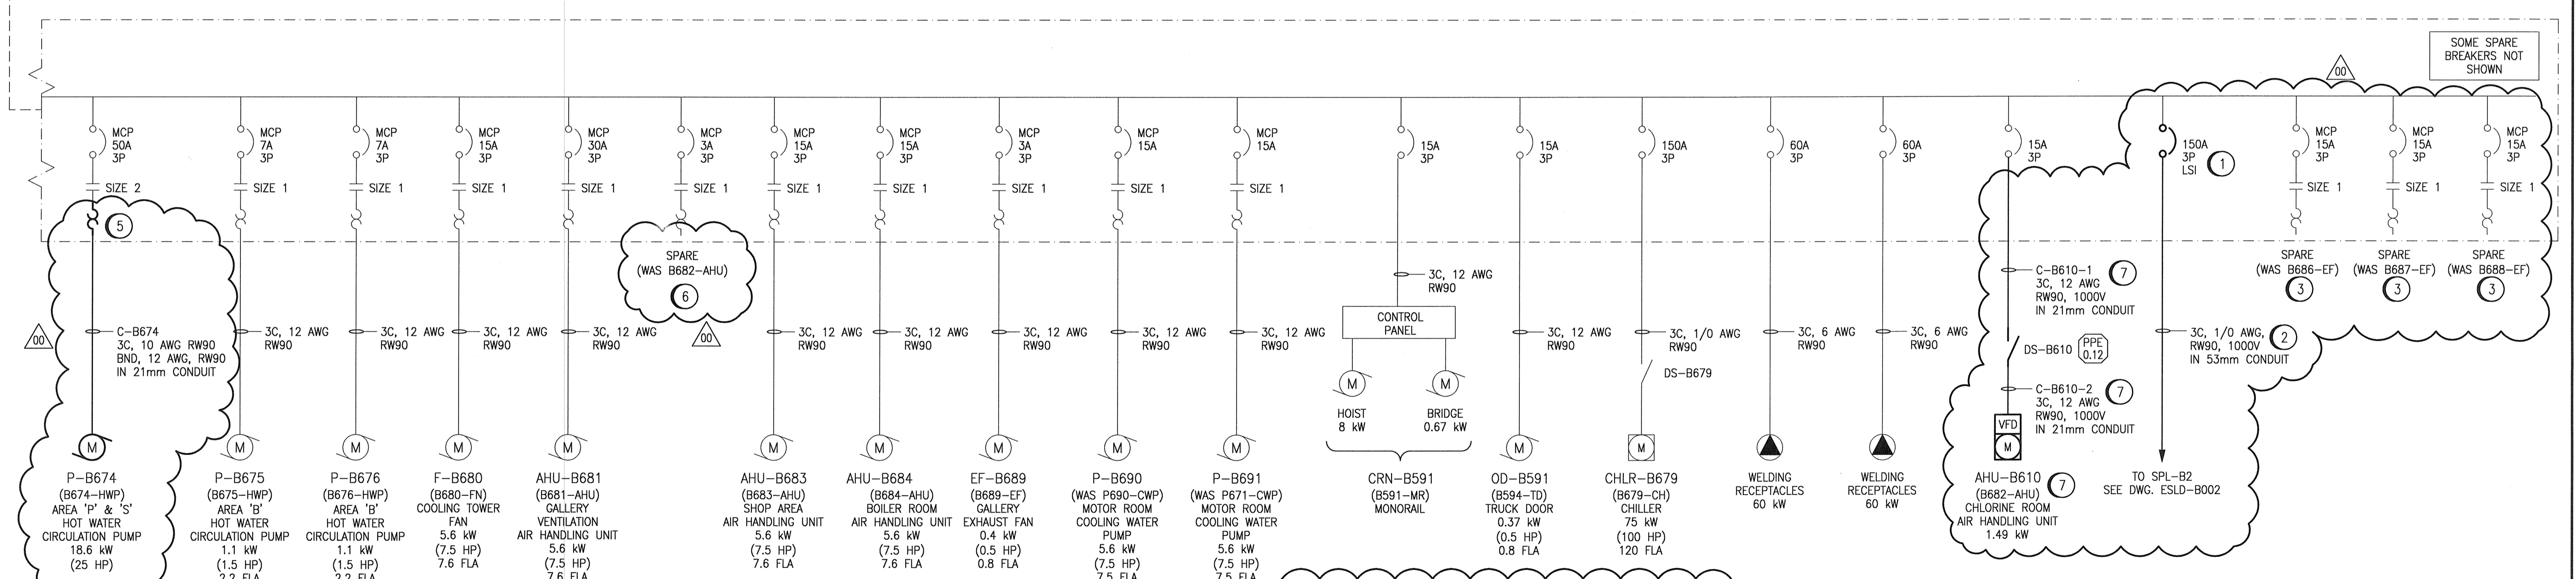 SOME SPARE
BREAKERS NOT
SHOWN
00
MCP
50A
3P
SIZE 2
5
00
C-B674
3C, 10 AWG RW90
BND, 12 AWG, RW90
IN 21mm CONDUIT
M
P-B674
(B674-HWP)
AREA 'P' & 'S'
HOT WATER
CIRCULATION PUMP
18.6 kW
(25 HP)
MCP
7A
3P
SIZE 1
3C, 12 AWG
RW90
M
P-B675
(B675-HWP)
AREA 'B'
HOT WATER
CIRCULATION PUMP
1.1 kW
(1.5 HP)
2.2 FLA
MCP
7A
3P
SIZE 1
3C, 12 AWG
RW90
M
P-B676
(B676-HWP)
AREA 'B'
HOT WATER
CIRCULATION PUMP
1.1 kW
(1.5 HP)
2.2 FLA
MCP
15A
3P
SIZE 1
3C, 12 AWG
RW90
M
F-B680
(B680-FN)
COOLING TOWER
FAN
5.6 kW
(7.5 HP)
7.6 FLA
MCP
30A
3P
SIZE 1
3C, 12 AWG
RW90
M
AHU-B681
(B681-AHU)
GALLERY
VENTILATION
AIR HANDLING UNIT
5.6 kW
(7.5 HP)
7.6 FLA
MCP
3A
3P
SIZE 1
SPARE
(WAS B682-AHU)
6
00
MCP
15A
3P
SIZE 1
3C, 12 AWG
RW90
M
AHU-B683
(B683-AHU)
SHOP AREA
AIR HANDLING UNIT
5.6 kW
(7.5 HP)
7.6 FLA
MCP
15A
3P
SIZE 1
3C, 12 AWG
RW90
M
AHU-B684
(B684-AHU)
BOILER ROOM
AIR HANDLING UNIT
5.6 kW
(7.5 HP)
7.6 FLA
MCP
3A
3P
SIZE 1
3C, 12 AWG
RW90
M
EF-B689
(B689-EF)
GALLERY
EXHAUST FAN
0.4 kW
(0.5 HP)
0.8 FLA
MCP
15A
SIZE 1
3C, 12 AWG
RW90
M
P-B690
(WAS P690-CWP)
MOTOR ROOM
COOLING WATER
PUMP
5.6 kW
(7.5 HP)
7.5 FLA
MCP
15A
SIZE 1
3C, 12 AWG
RW90
M
P-B691
(WAS P671-CWP)
MOTOR ROOM
COOLING WATER
PUMP
5.6 kW
(7.5 HP)
7.5 FLA
15A
3P
3C, 12 AWG
RW90
CONTROL
PANEL
M
M
HOIST
8 kW
BRIDGE
0.67 kW
CRN-B591
(B591-MR)
MONORAIL
15A
3P
3C, 12 AWG
RW90
M
OD-B591
(B594-TD)
TRUCK DOOR
0.37 kW
(0.5 HP)
0.8 FLA
150A
3P
3C, 1/0 AWG
RW90
DS-B679
M
CHLR-B679
(B679-CH)
CHILLER
75 kW
(100 HP)
120 FLA
60A
3P
3C, 6 AWG
RW90
WELDING
RECEPTACLES
60 kW
60A
3P
3C, 6 AWG
RW90
WELDING
RECEPTACLES
60 kW
15A
3P
C-B610-1
7
3C, 12 AWG
RW90, 1000V
IN 21mm CONDUIT
DS-B610
PPE
0.12
C-B610-2
7
3C, 12 AWG
RW90, 1000V
IN 21mm CONDUIT
VFD
M
AHU-B610
7
(B682-AHU)
CHLORINE ROOM
AIR HANDLING UNIT
1.49 kW
150A
3P
LSI
1
3C, 1/0 AWG,
RW90, 1000V
IN 53mm CONDUIT
2
TO SPL-B2
SEE DWG. ESLD-B002
MCP
15A
3P
SIZE 1
SPARE
(WAS B686-EF)
3
MCP
15A
3P
SIZE 1
SPARE
(WAS B687-EF)
3
MCP
15A
3P
SIZE 1
SPARE
(WAS B688-EF)
3